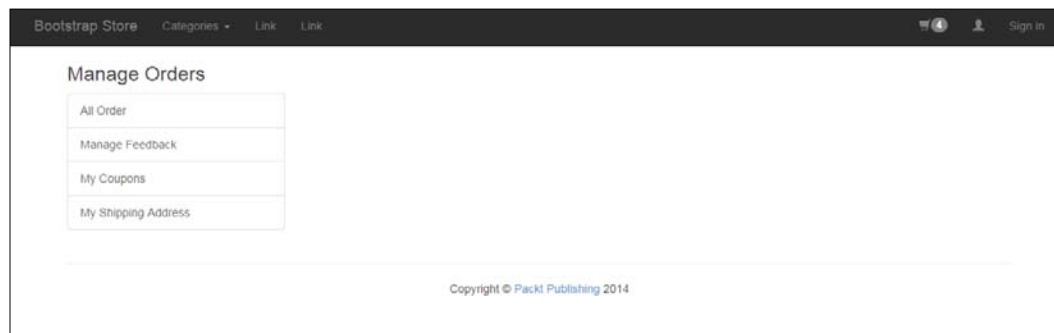 Bootstrap Store Categories Link Link 4 Sign in
Manage Orders
All Order
Manage Feedback
My Coupons
My Shipping Address
Copyright © Packt Publishing 2014